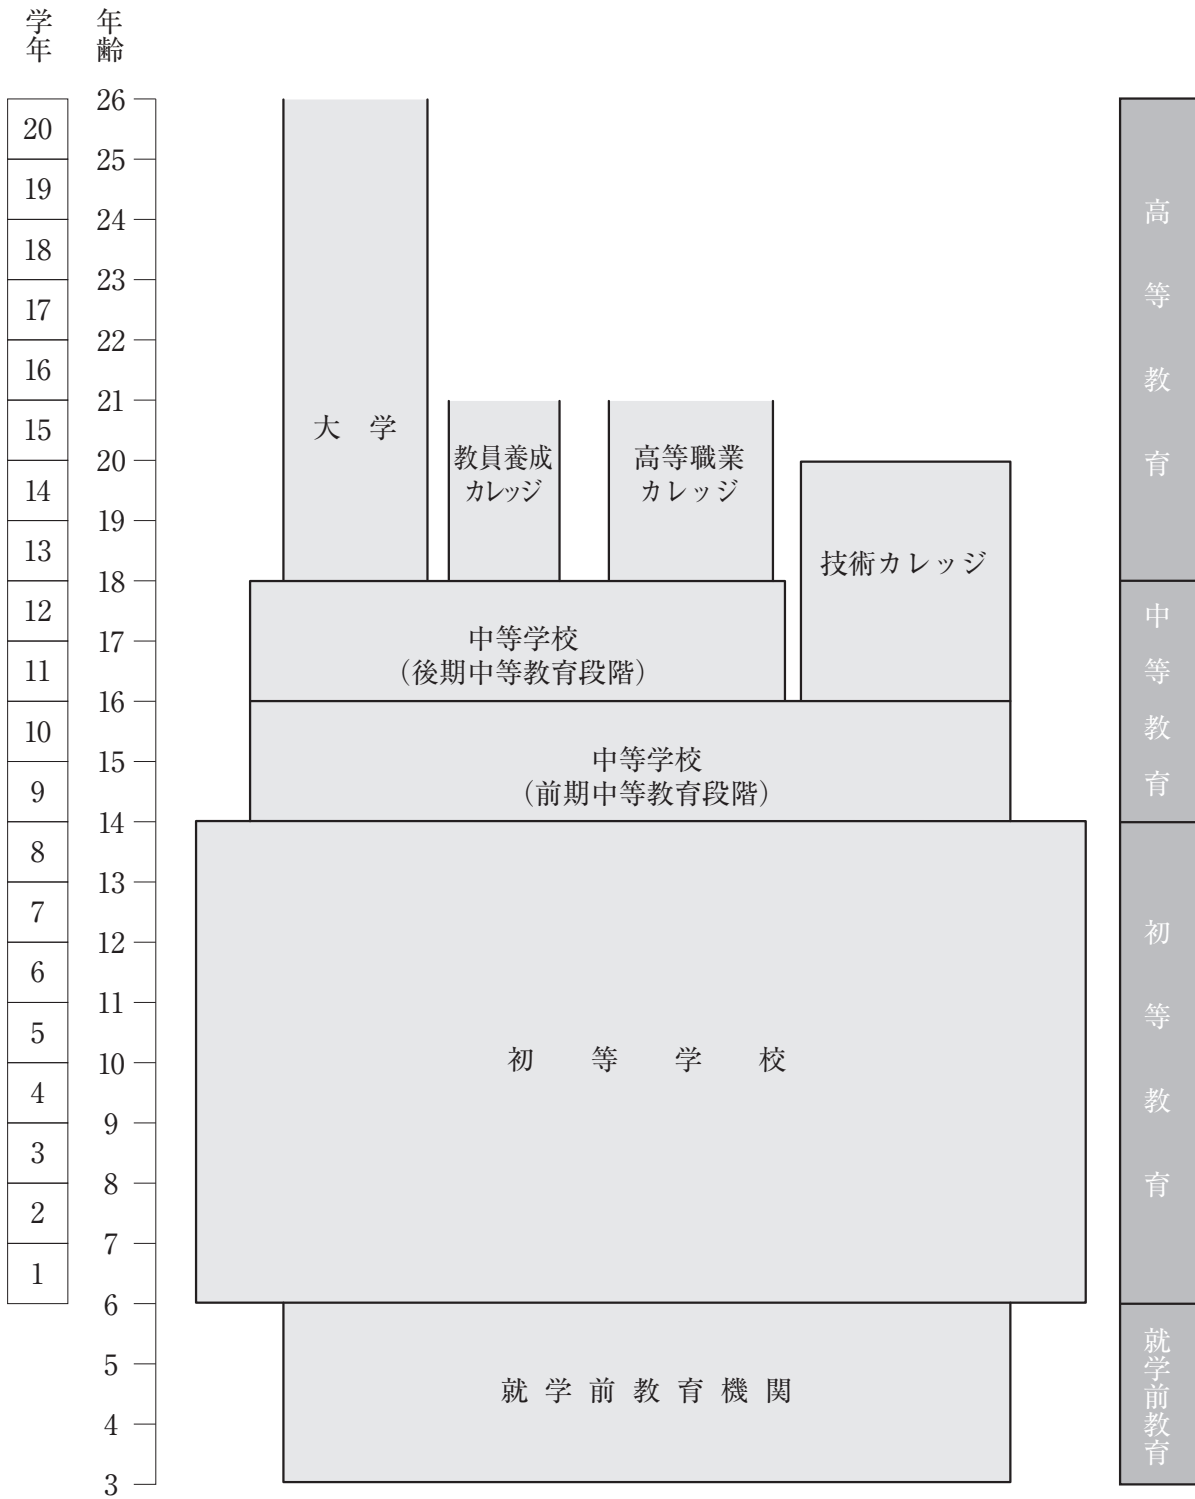 学年
年齢
26
20
25
19
24
18
23
17
22
16
21
15
20
14
19
13
18
12
17
11
16
10
15
9
14
8
13
7
12
6
11
5
10
4
9
3
8
2
7
1
6
5
4
3
大学
教員養成
カレッジ
高等職業
カレッジ
技術カレッジ
中等学校
(後期中等教育段階)
中等学校
(前期中等教育段階)
初等学校
就学前教育機関
高等教育
中等教育
初等教育
就学前教育